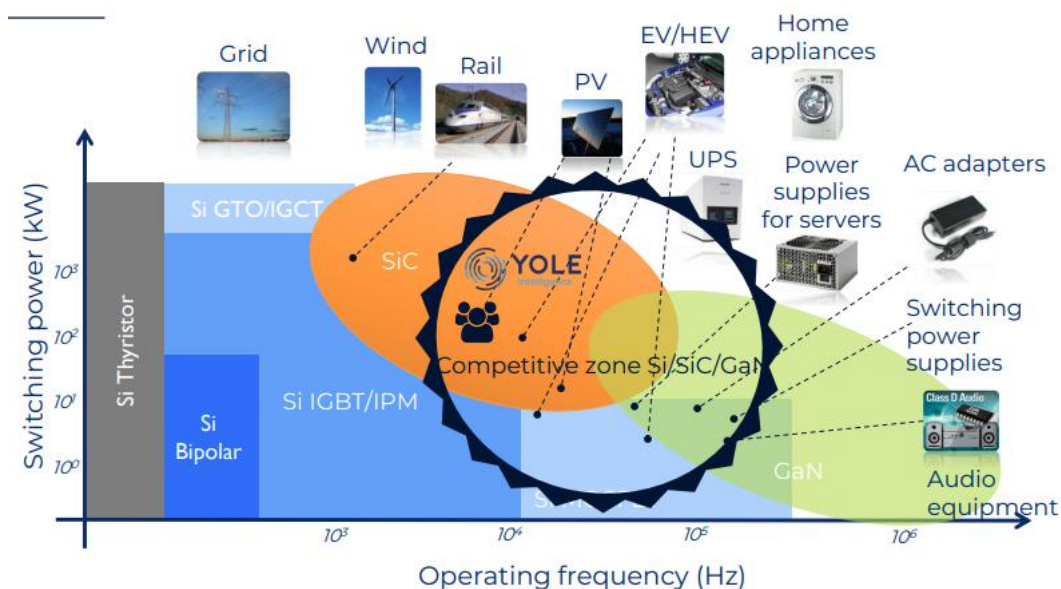 Grid
Wind
Rail
PV
EV/HEV
Home
appliances
UPS
Power
supplies
for servers
AC adapters
Switching power (kW)
Si GTO/IGCT
SiC
YOLE
Intelligence
10³
10²
10¹
10⁰
Si Thyristor
Competitive zone Si/SiC/GaN
Si IGBT/IPM
Si
Bipolar
GaN
Switching
power
supplies
Class D Audio
Audio
equipment
10³
10⁴
10⁵
10⁶
Operating frequency (Hz)